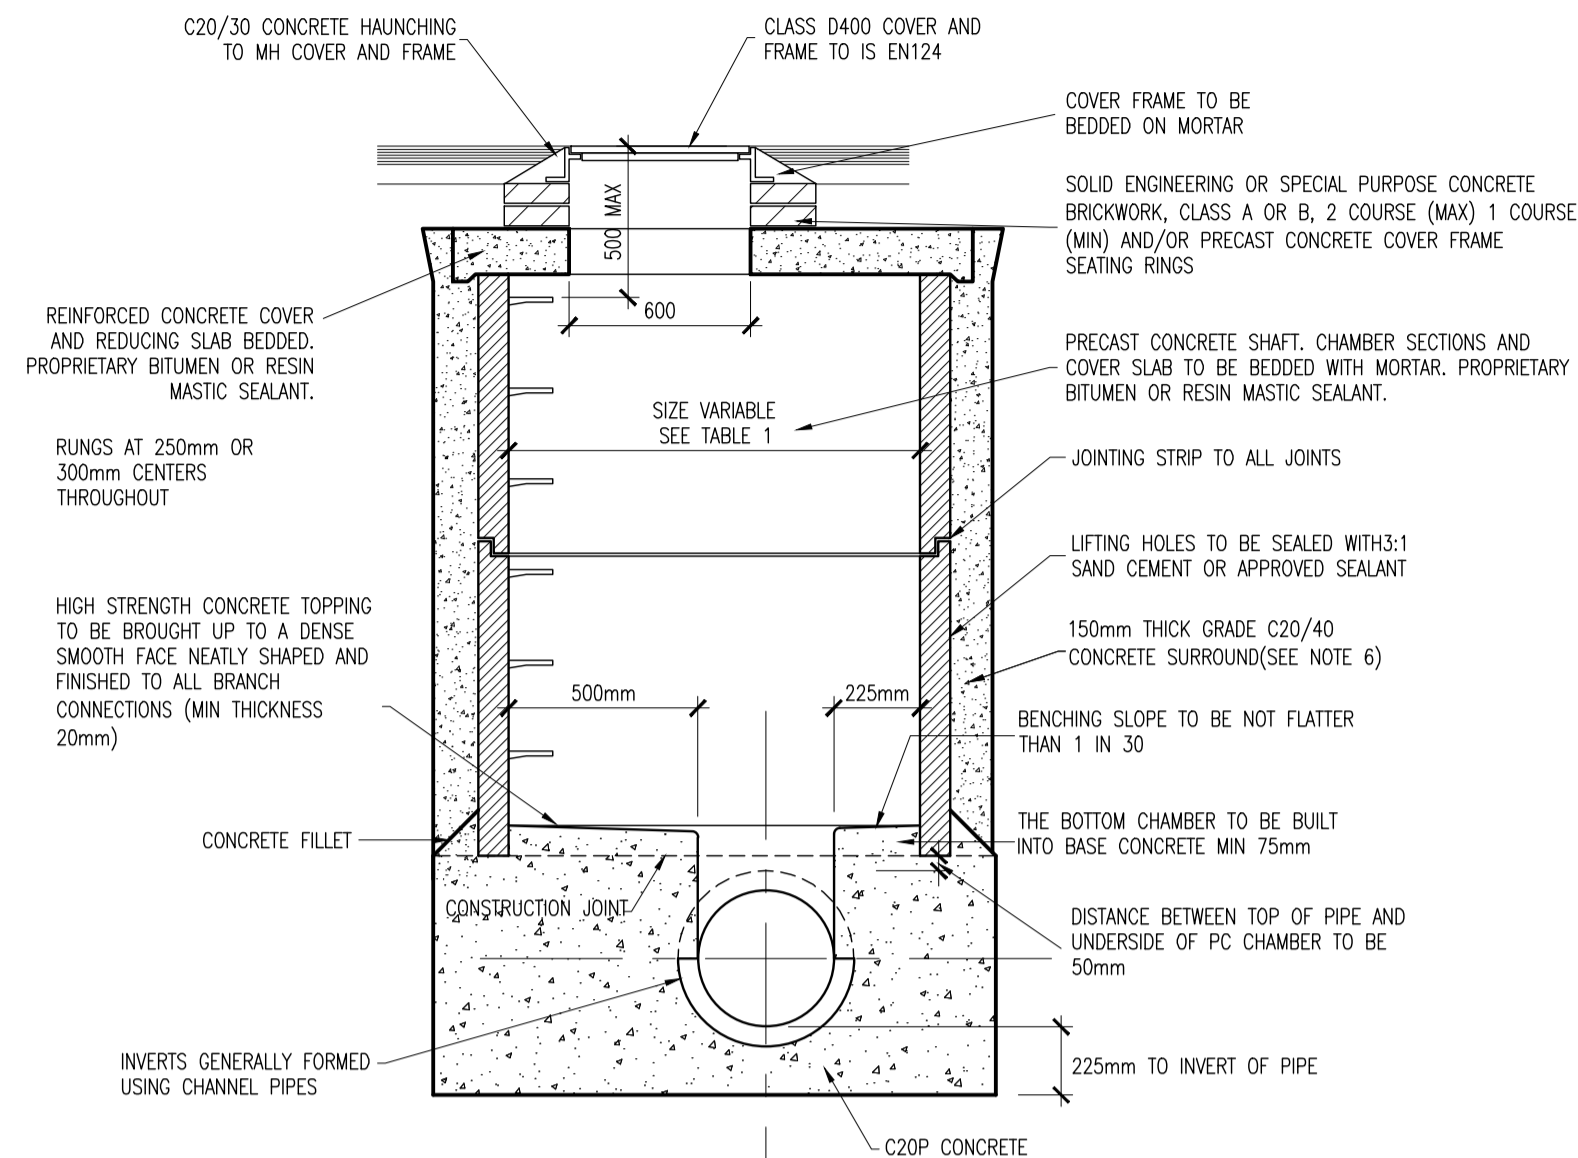 C20/30 CONCRETE HAUNCHING
TO MH COVER AND FRAME
CLASS D400 COVER AND
FRAME TO IS EN124
COVER FRAME TO BE
BEDDED ON MORTAR
SOLID ENGINEERING OR SPECIAL PURPOSE CONCRETE
BRICKWORK, CLASS A OR B, 2 COURSE (MAX) 1 COURSE
(MIN) AND/OR PRECAST CONCRETE COVER FRAME
SEATING RINGS
500 MAX
600
REINFORCED CONCRETE COVER
AND REDUCING SLAB BEDDED.
PROPRIETARY BITUMEN OR RESIN
MASTIC SEALANT.
PRECAST CONCRETE SHAFT. CHAMBER SECTIONS AND
COVER SLAB TO BE BEDDED WITH MORTAR. PROPRIETARY
BITUMEN OR RESIN MASTIC SEALANT.
SIZE VARIABLE
SEE TABLE 1
RUNGS AT 250mm OR
300mm CENTERS
THROUGHOUT
JOINTING STRIP TO ALL JOINTS
LIFTING HOLES TO BE SEALED WITH3:1
SAND CEMENT OR APPROVED SEALANT
HIGH STRENGTH CONCRETE TOPPING
TO BE BROUGHT UP TO A DENSE
SMOOTH FACE NEATLY SHAPED AND
FINISHED TO ALL BRANCH
CONNECTIONS (MIN THICKNESS
20mm)
150mm THICK GRADE C20/40
CONCRETE SURROUND(SEE NOTE 6)
500mm
225mm
BENCHING SLOPE TO BE NOT FLATTER
THAN 1 IN 30
CONCRETE FILLET
THE BOTTOM CHAMBER TO BE BUILT
INTO BASE CONCRETE MIN 75mm
CONSTRUCTION JOINT
DISTANCE BETWEEN TOP OF PIPE AND
UNDERSIDE OF PC CHAMBER TO BE
50mm
INVERTS GENERALLY FORMED
USING CHANNEL PIPES
225mm TO INVERT OF PIPE
C20P CONCRETE